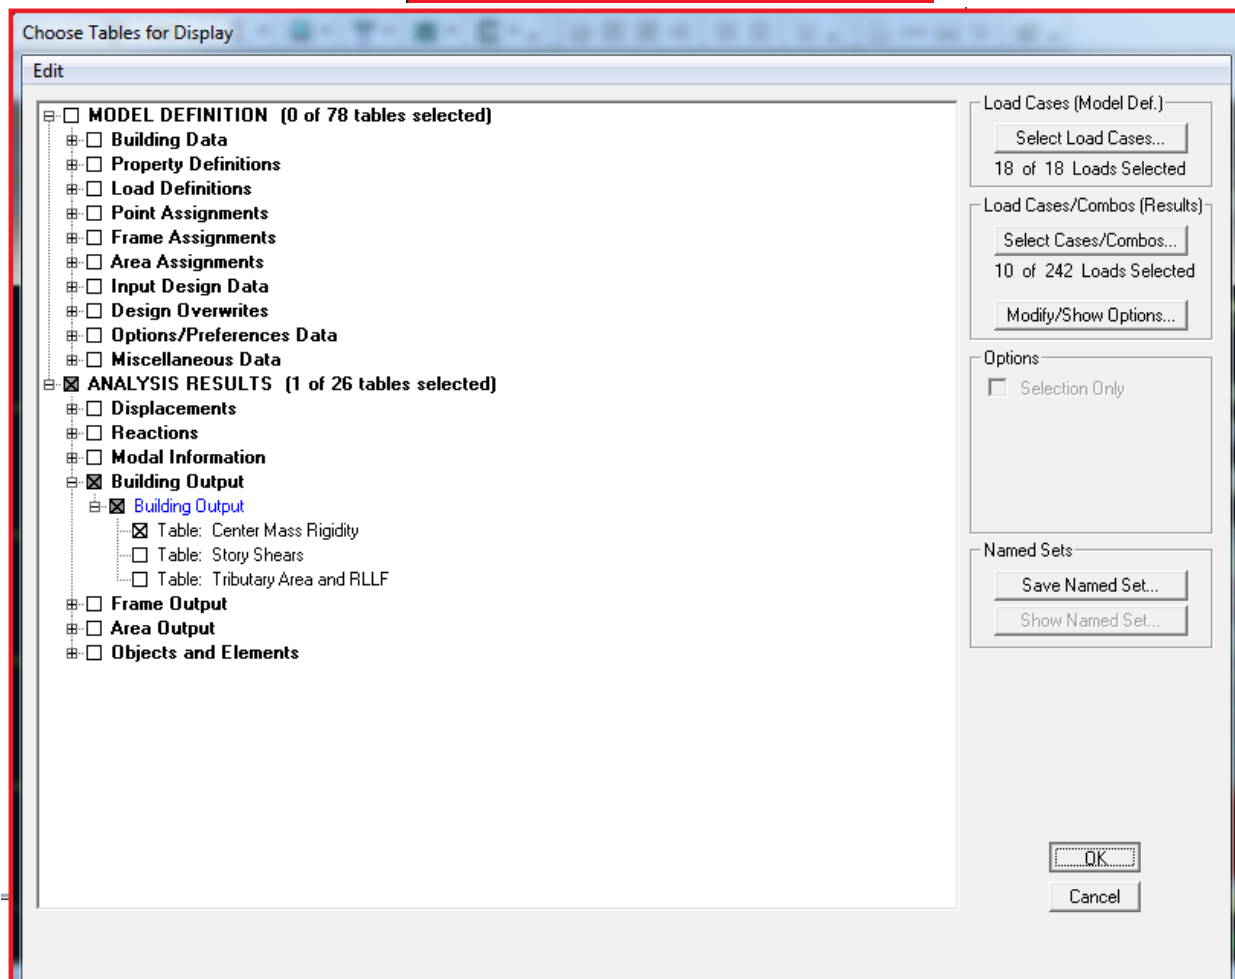 Choose Tables for Display
Edit
MODEL DEFINITION (0 of 78 tables selected)
Building Data
Property Definitions
Load Definitions
Point Assignments
Frame Assignments
Area Assignments
Input Design Data
Design Overwrites
Options/Preferences Data
Miscellaneous Data
ANALYSIS RESULTS (1 of 26 tables selected)
Displacements
Reactions
Modal Information
Building Output
Building Output
Table: Center Mass Rigidity
Table: Story Shears
Table: Tributary Area and RLLF
Frame Output
Area Output
Objects and Elements
Load Cases (Model Def.)
Select Load Cases...
18 of 18 Loads Selected
Load Cases/Combos (Results)
Select Cases/Combos...
10 of 242 Loads Selected
Modify/Show Options...
Options
Selection Only
Named Sets
Save Named Set...
Show Named Set...
OK
Cancel